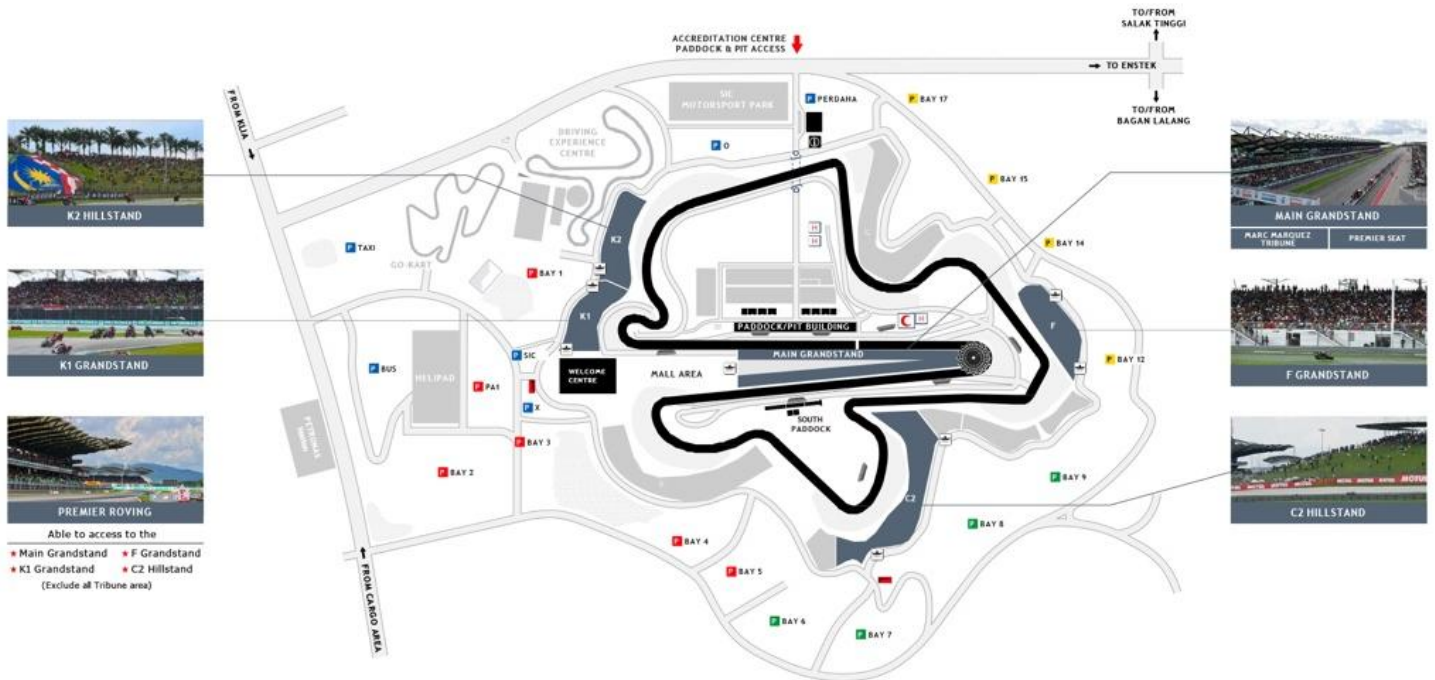 TO/FROM
SALAK TINGGI
ACCREDITATION CENTRE
PADDOCK & PIT ACCESS
TO ENSTEK
TO/FROM
BAGAN LALANG
FROM KLIA
SIC
MOTORSPORT PARK
P PERDANA
P BAY 17
DRIVING
EXPERIENCE
CENTRE
P O
P BAY 15
K2 HILLSTAND
MAIN GRANDSTAND
MARC MARQUEZ
TRIBUNE
PREMIER SEAT
K2
P TAXI
GO-KART
P BAY 1
H
H
P BAY 14
K1
PADDOCK/PIT BUILDING
H
F
MAIN GRANDSTAND
K1 GRANDSTAND
P SIC
P BUS
HELIPAD
WELCOME
CENTRE
MALL AREA
P BAY 12
F GRANDSTAND
P PA1
P X
SOUTH
PADDOCK
PETRONAS
P BAY 3
P BAY 2
P BAY 9
C2
P BAY 8
PREMIER ROVING
C2 HILLSTAND
Able to access to the
★ Main Grandstand ★ F Grandstand
★ K1 Grandstand ★ C2 Hillstand
(Exclude all Tribune area)
P BAY 4
P BAY 5
P BAY 6
P BAY 7
FROM CARGO AREA